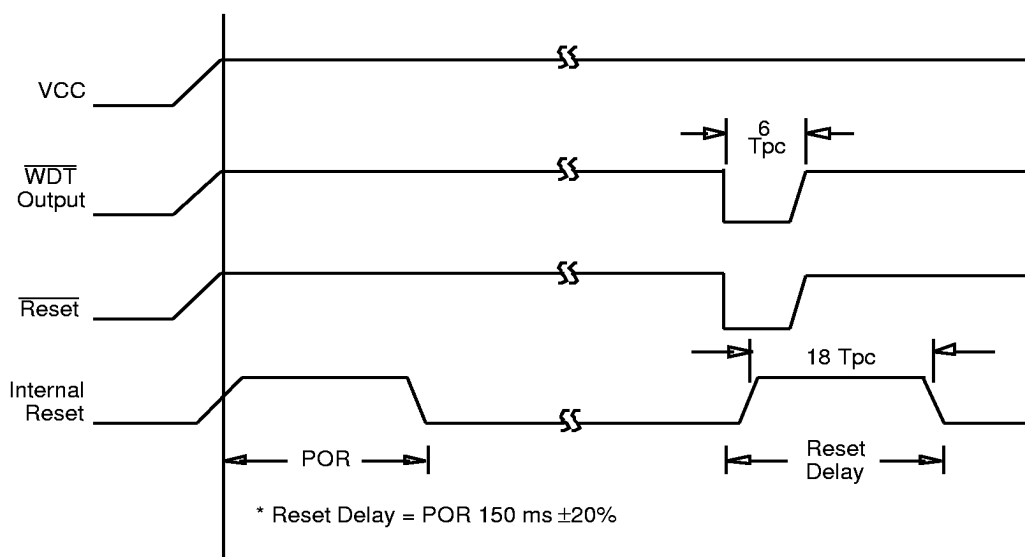 VCC
6
Tpc
WDT
Output
Reset
18 Tpc
Internal
Reset
POR
Reset
Delay
* Reset Delay = POR 150 ms ±20%